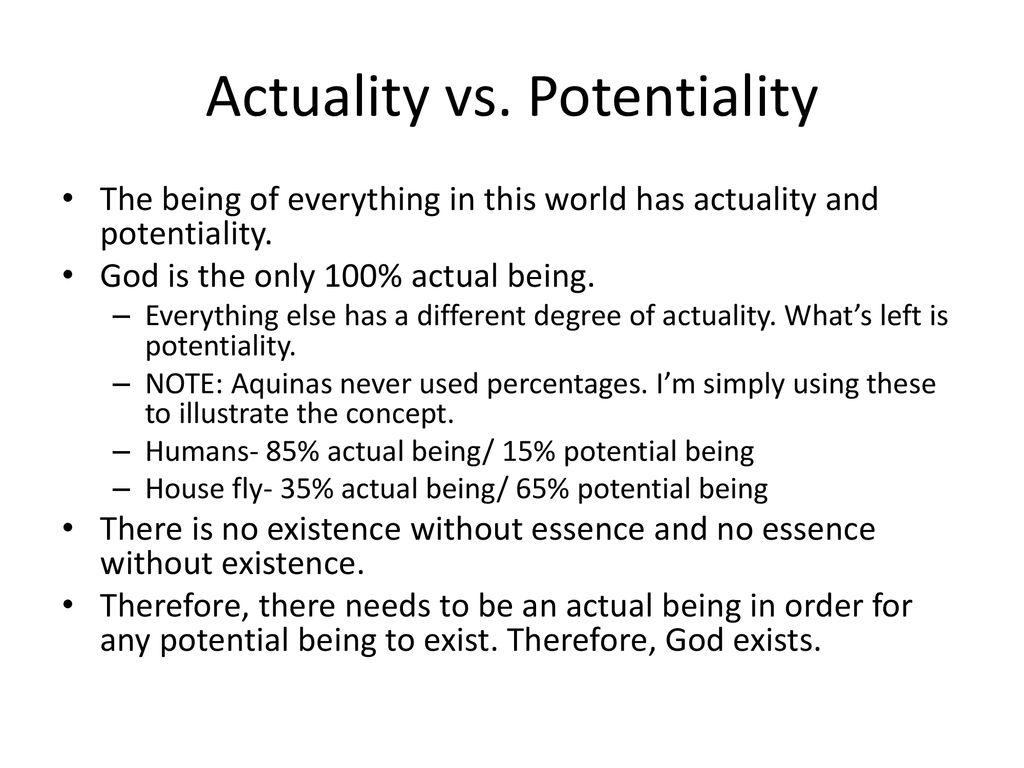 Actuality vs. Potentiality
• The being of everything in this world has actuality and
potentiality.
• God is the only 100% actual being.
– Everything else has a different degree of actuality. What’s left is
potentiality.
– NOTE: Aquinas never used percentages. I’m simply using these
to illustrate the concept.
– Humans- 85% actual being/ 15% potential being
– House fly- 35% actual being/ 65% potential being
• There is no existence without essence and no essence
without existence.
• Therefore, there needs to be an actual being in order for
any potential being to exist. Therefore, God exists.